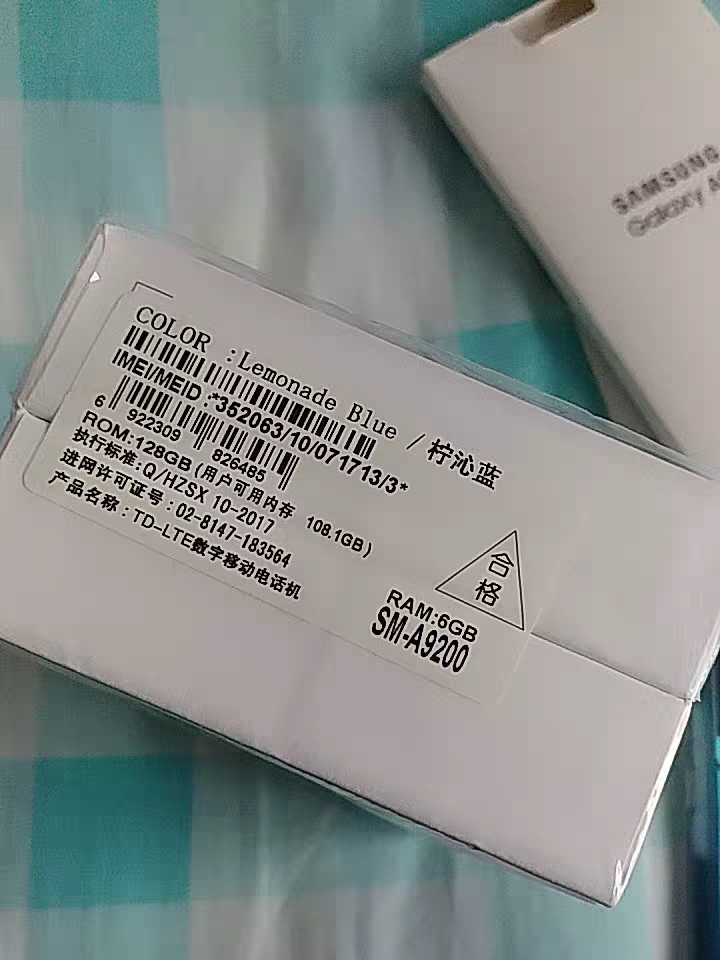 SAMSUNG
Galaxy A
COLOR :Lemonade Blue / 柠沁蓝
IMEI/MEID :*352063/10/071713/3*
6 922309 826485
ROM:128GB(用户可用内存 108.1GB)
执行标准:Q/HZSX 10-2017
进网许可证号:02-8147-183564
产品名称:TD-LTE数字移动电话机
合格
RAM:6GB
SM-A9200